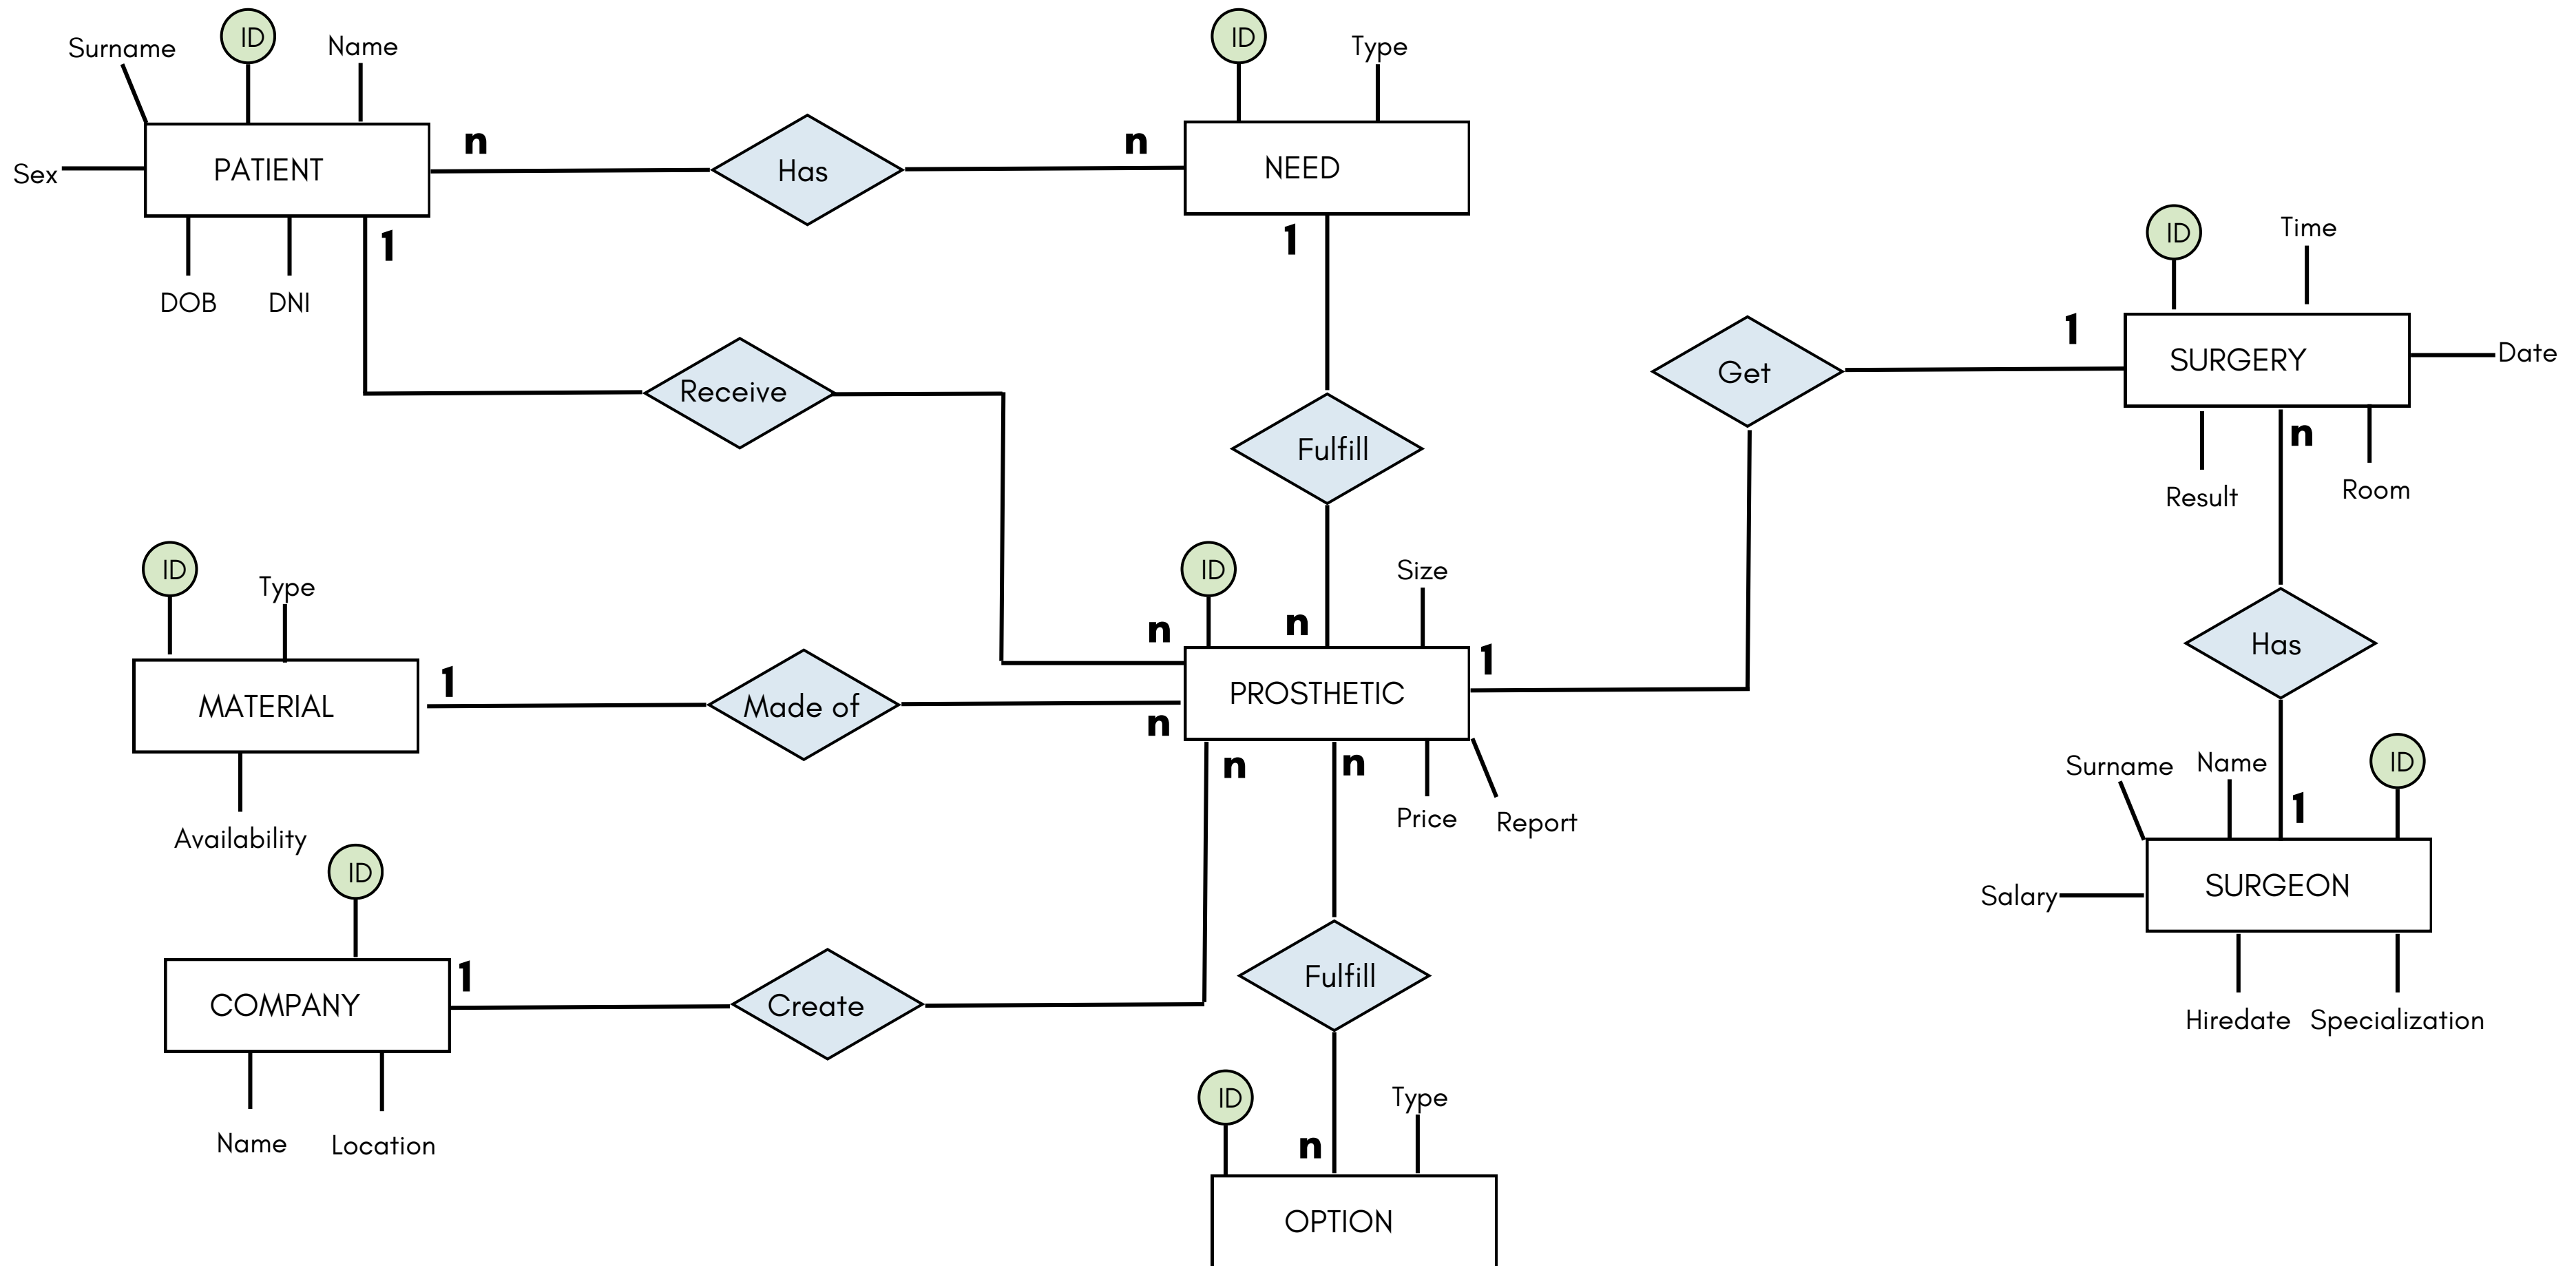 Surname
ID
Name
Sex
PATIENT
n
Has
n
ID
Type
NEED
1
DOB
DNI
1
ID
Time
1
SURGERY
Date
Get
n
Result
Room
Receive
Fulfill
ID
Type
1
MATERIAL
Availability
Made of
n
n
ID
n
Size
PROSTHETIC
1
n
n
Price
Report
Has
Surname
Name
1
ID
Salary
SURGEON
Hiredate
Specialization
ID
COMPANY
1
Name
Location
Create
Fulfill
ID
n
Type
OPTION